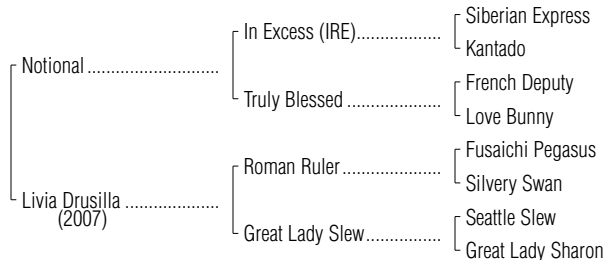 Siberian Express
In Excess (IRE)..................
Kantado
Notional ............................
French Deputy
Truly Blessed ....................
Love Bunny
Fusaichi Pegasus
Roman Ruler .....................
Silvery Swan
Livia Drusilla ....................
(2007)
Seattle Slew
Great Lady Slew................
Great Lady Sharon